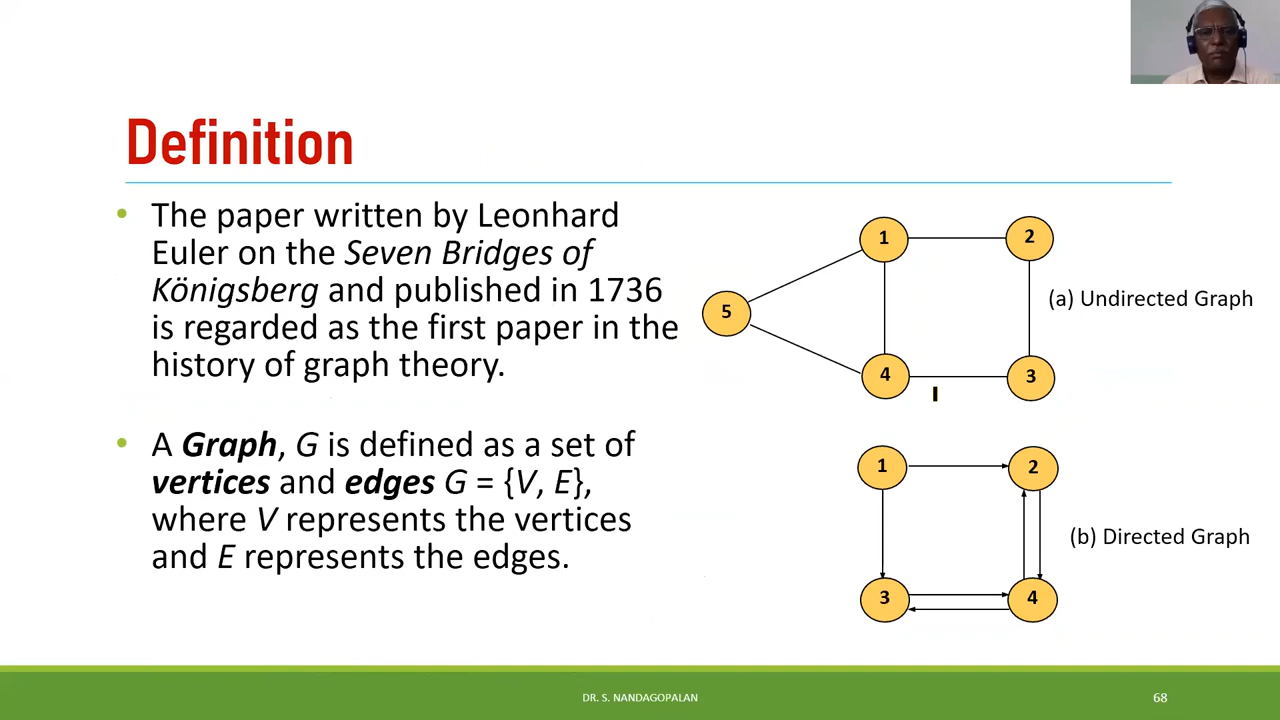 Definition
• The paper written by Leonhard
Euler on the Seven Bridges of
Königsberg and published in 1736
is regarded as the first paper in the
history of graph theory.
• A Graph, G is defined as a set of
vertices and edges G = {V, E},
where V represents the vertices
and E represents the edges.
1
2
5
(a) Undirected Graph
4
3
1
2
(b) Directed Graph
3
4
DR. S. NANDAGOPALAN
68